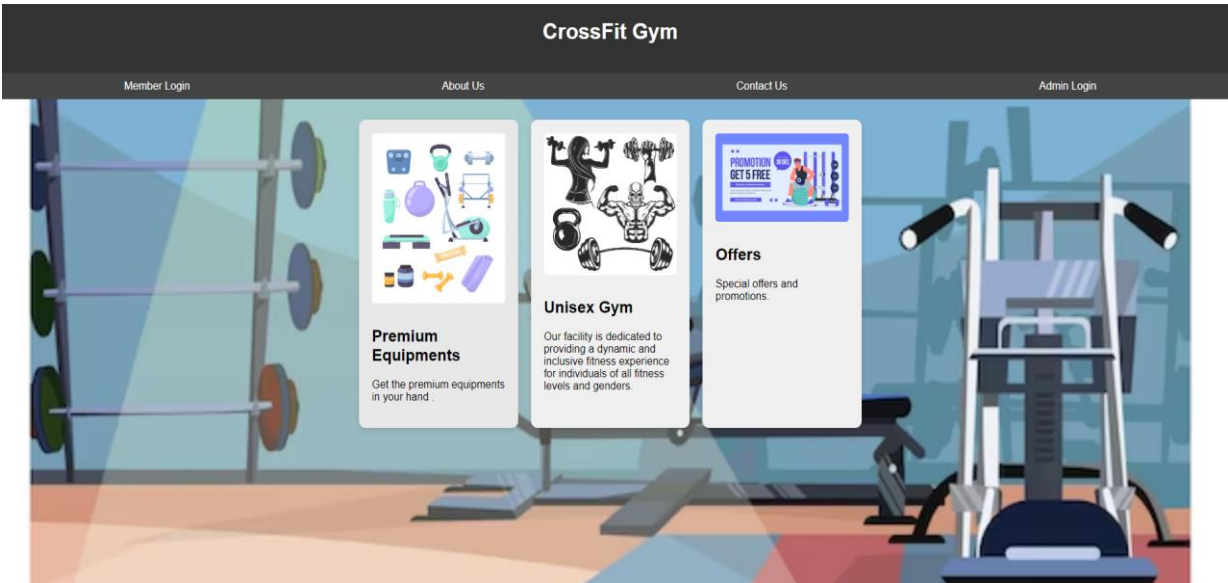 CrossFit Gym
Member Login
About Us
Contact Us
Admin Login
Premium
Equipments
Get the premium equipments
in your hand .
Unisex Gym
Our facility is dedicated to
providing a dynamic and
inclusive fitness experience
for individuals of all fitness
levels and genders.
PROMOTION
GET 5 FREE
Offers
Special offers and
promotions.